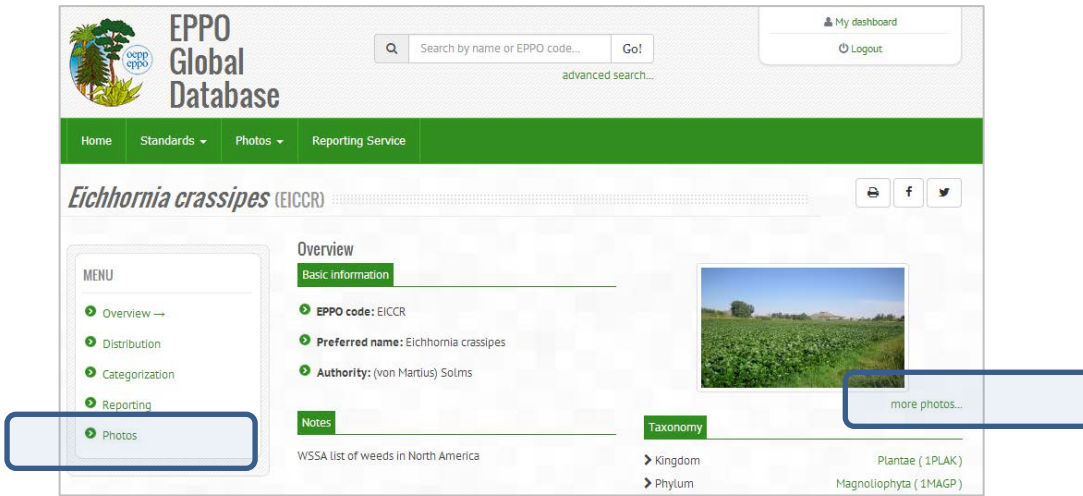 EPPO
Global
Database
oepp
eppo
Search by name or EPPO code... Go!
advanced search...
My dashboard
Logout
Home Standards Photos Reporting Service
Eichhornia crassipes (EICCR)
MENU
Overview →
Distribution
Categorization
Reporting
Photos
Overview
Basic information
EPPO code: EICCR
Preferred name: Eichhornia crassipes
Authority: (von Martius) Solms
Notes
WSSA list of weeds in North America
more photos...
Taxonomy
Kingdom Plantae ( 1PLAK )
Phylum Magnoliophyta ( 1MAGP )